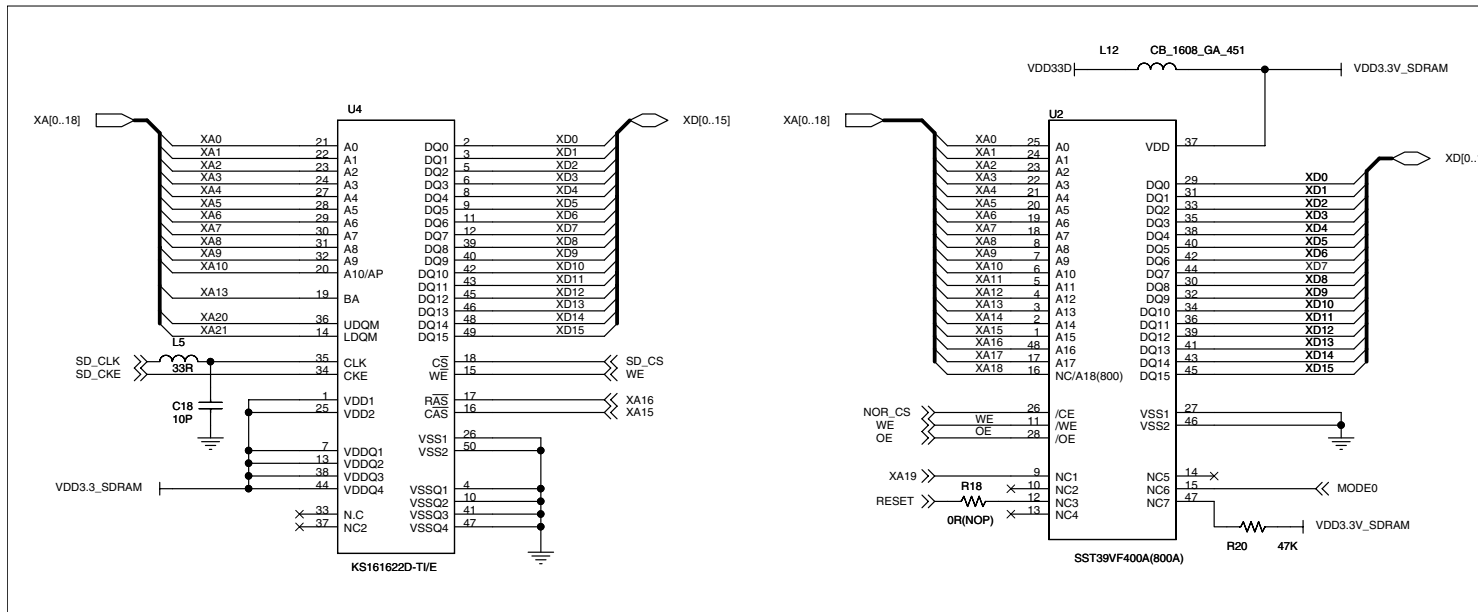 L12 CB_1608_GA_451
VDD33D VDD3.3V_SDRAM
U4
XA[0..18] XD[0..15]
XA0 21 A0 DQ0 2 XD0
XA1 22 A1 DQ1 3 XD1
XA2 23 A2 DQ2 5 XD2
XA3 24 A3 DQ3 6 XD3
XA4 27 A4 DQ4 8 XD4
XA5 28 A5 DQ5 9 XD5
XA6 29 A6 DQ6 11 XD6
XA7 30 A7 DQ7 12 XD7
XA8 31 A8 DQ8 39 XD8
XA9 32 A9 DQ9 40 XD9
XA10 20 A10/AP DQ10 42 XD10
DQ11 43 XD11
XA13 19 BA DQ12 45 XD12
DQ13 46 XD13
XA20 36 UDQM DQ14 48 XD14
XA21 14 LDQM DQ15 49 XD15
L5
SD_CLK 33R 35 CLK CS 18 SD_CS
SD_CKE 34 CKE WE 15 WE
C18
10P
1 VDD1 RAS 17 XA16
25 VDD2 CAS 16 XA15
VSS1 26
7 VDDQ1 VSS2 50
13 VDDQ2
38 VDDQ3
VDD3.3_SDRAM 44 VDDQ4 VSSQ1 4
VSSQ2 10
33 N.C VSSQ3 41
37 NC2 VSSQ4 47
KS161622D-TI/E
U2
XA[0..18]
XA0 25 A0 VDD 37
XA1 24 A1
XA2 23 A2 XD[0..1
XA3 22 A3 DQ0 29 XD0
XA4 21 A4 DQ1 31 XD1
XA5 20 A5 DQ2 33 XD2
XA6 19 A6 DQ3 35 XD3
XA7 18 A7 DQ4 38 XD4
XA8 8 A8 DQ5 40 XD5
XA9 7 A9 DQ6 42 XD6
XA10 6 A10 DQ7 44 XD7
XA11 5 A11 DQ8 30 XD8
XA12 4 A12 DQ9 32 XD9
XA13 3 A13 DQ10 34 XD10
XA14 2 A14 DQ11 36 XD11
XA15 1 A15 DQ12 39 XD12
XA16 48 A16 DQ13 41 XD13
XA17 17 A17 DQ14 43 XD14
XA18 16 NC/A18(800) DQ15 45 XD15
NOR_CS 26 /CE VSS1 27
WE WE 11 /WE VSS2 46
OE OE 28 /OE
XA19 9 NC1 NC5 14
10 NC2 NC6 15 MODE0
RESET R18 12 NC3 NC7 47
0R(NOP) 13 NC4
R20 47K VDD3.3V_SDRAM
SST39VF400A(800A)